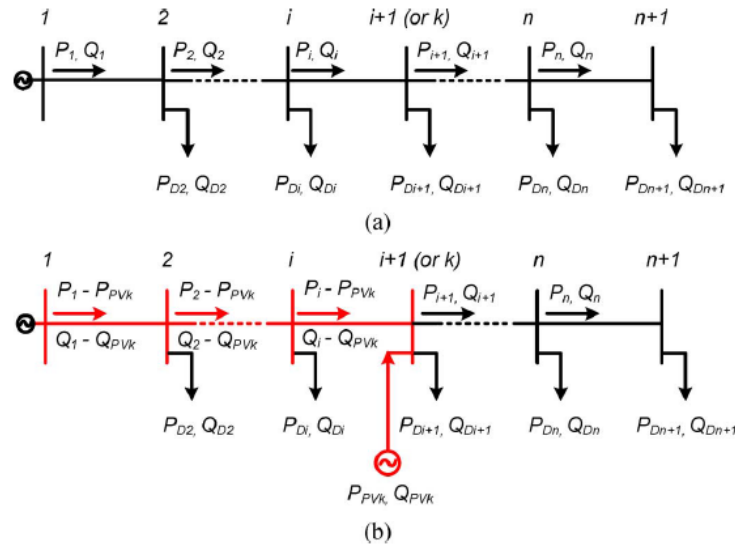 1 2 i i+1 (or k) n n+1
P1, Q1 P2, Q2 Pi, Qi Pi+1, Qi+1 Pn, Qn
PD2, QD2 PDi, QDi PDi+1, QDi+1 PDn, QDn PDn+1, QDn+1
(a)
1 2 i i+1 (or k) n n+1
P1 - PPVk P2 - PPVk Pi - PPVk Pi+1, Qi+1 Pn, Qn
Q1 - QPVk Q2 - QPVk Qi - QPVk
PD2, QD2 PDi, QDi PDi+1, QDi+1 PDn, QDn PDn+1, QDn+1
PPVk, QPVk
(b)